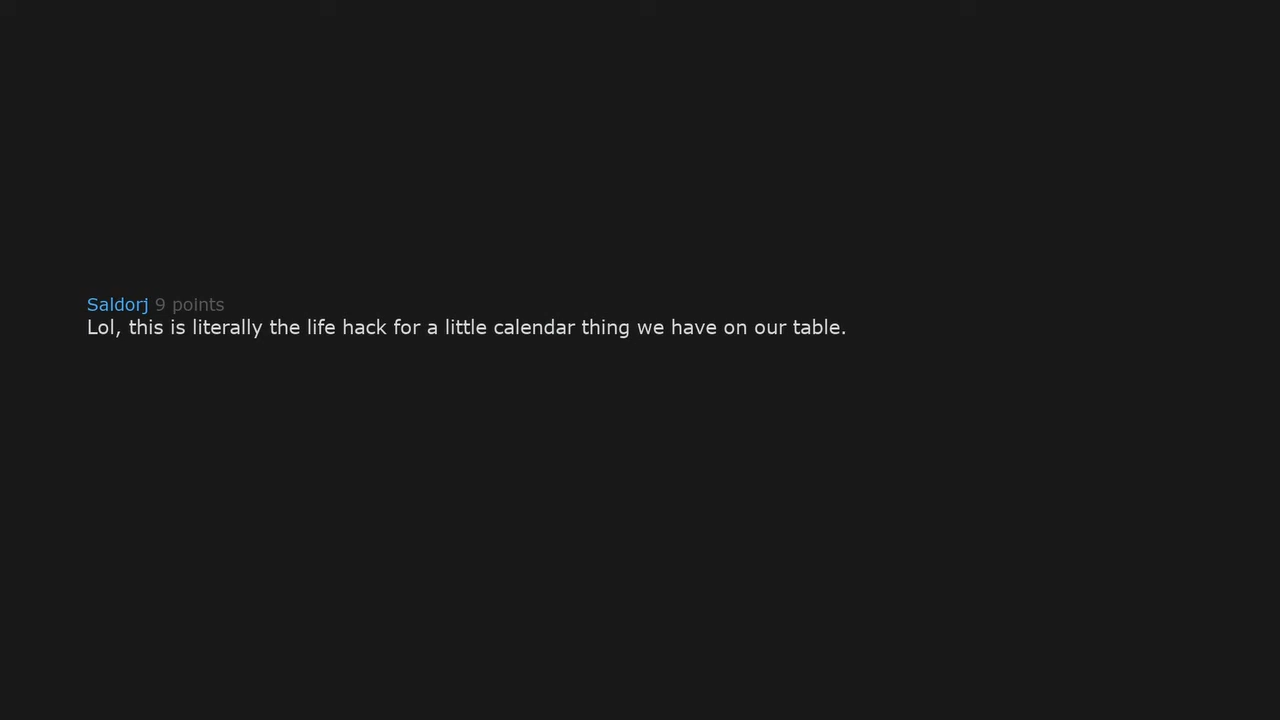 Saldorj 9 points
Lol, this is literally the life hack for a little calendar thing we have on our table.